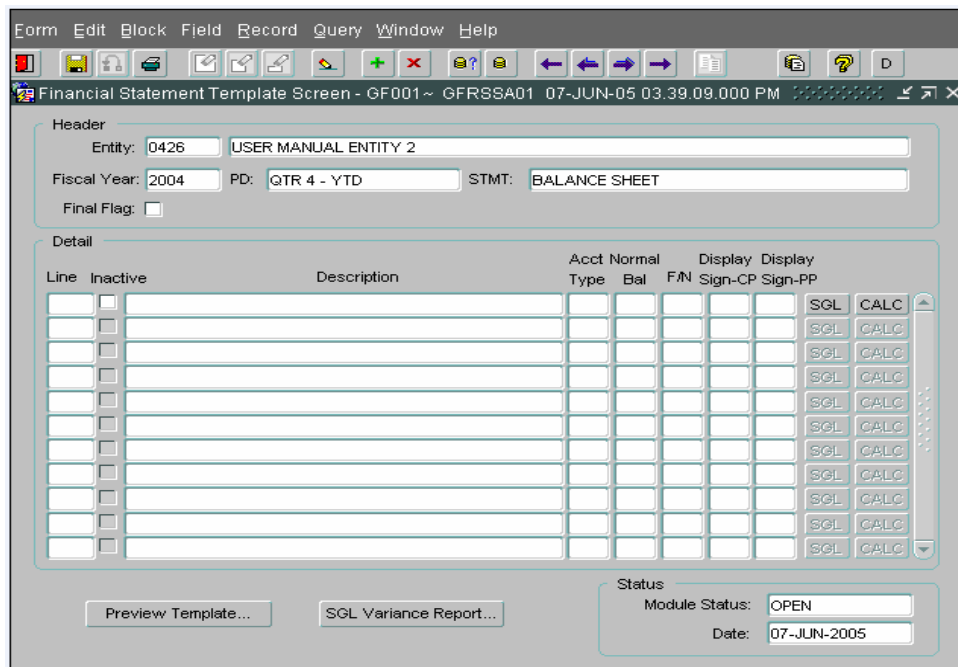 Form Edit Block Field Record Query Window Help
D
Financial Statement Template Screen - GF001~ GFRSSA01 07-JUN-05 03.39.09.000 PM
Header
Entity: 0426 USER MANUAL ENTITY 2
Fiscal Year: 2004 PD: QTR 4 - YTD STMT: BALANCE SHEET
Final Flag:
Detail
Acct Normal Display Display
Line Inactive Description Type Bal F/N Sign-CP Sign-PP
SGL CALC
SGL CALC
SGL CALC
SGL CALC
SGL CALC
SGL CALC
SGL CALC
SGL CALC
SGL CALC
SGL CALC
SGL CALC
Status
Preview Template... SGL Variance Report... Module Status: OPEN
Date: 07-JUN-2005